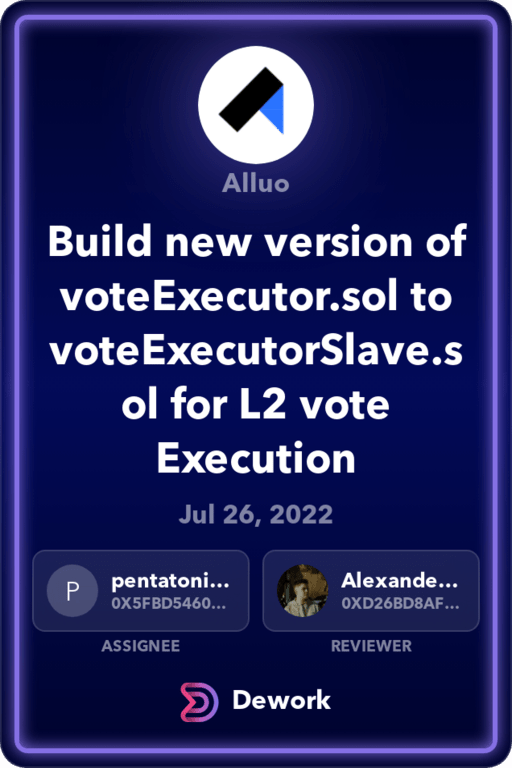 Alluo
Build new version of
voteExecutor.sol to
voteExecutorSlave.s
ol for L2 vote
Execution
Jul 26, 2022
P
pentatoni...
0X5FBD5460...
Alexande...
0XD26BD8AF...
ASSIGNEE
REVIEWER
Dework